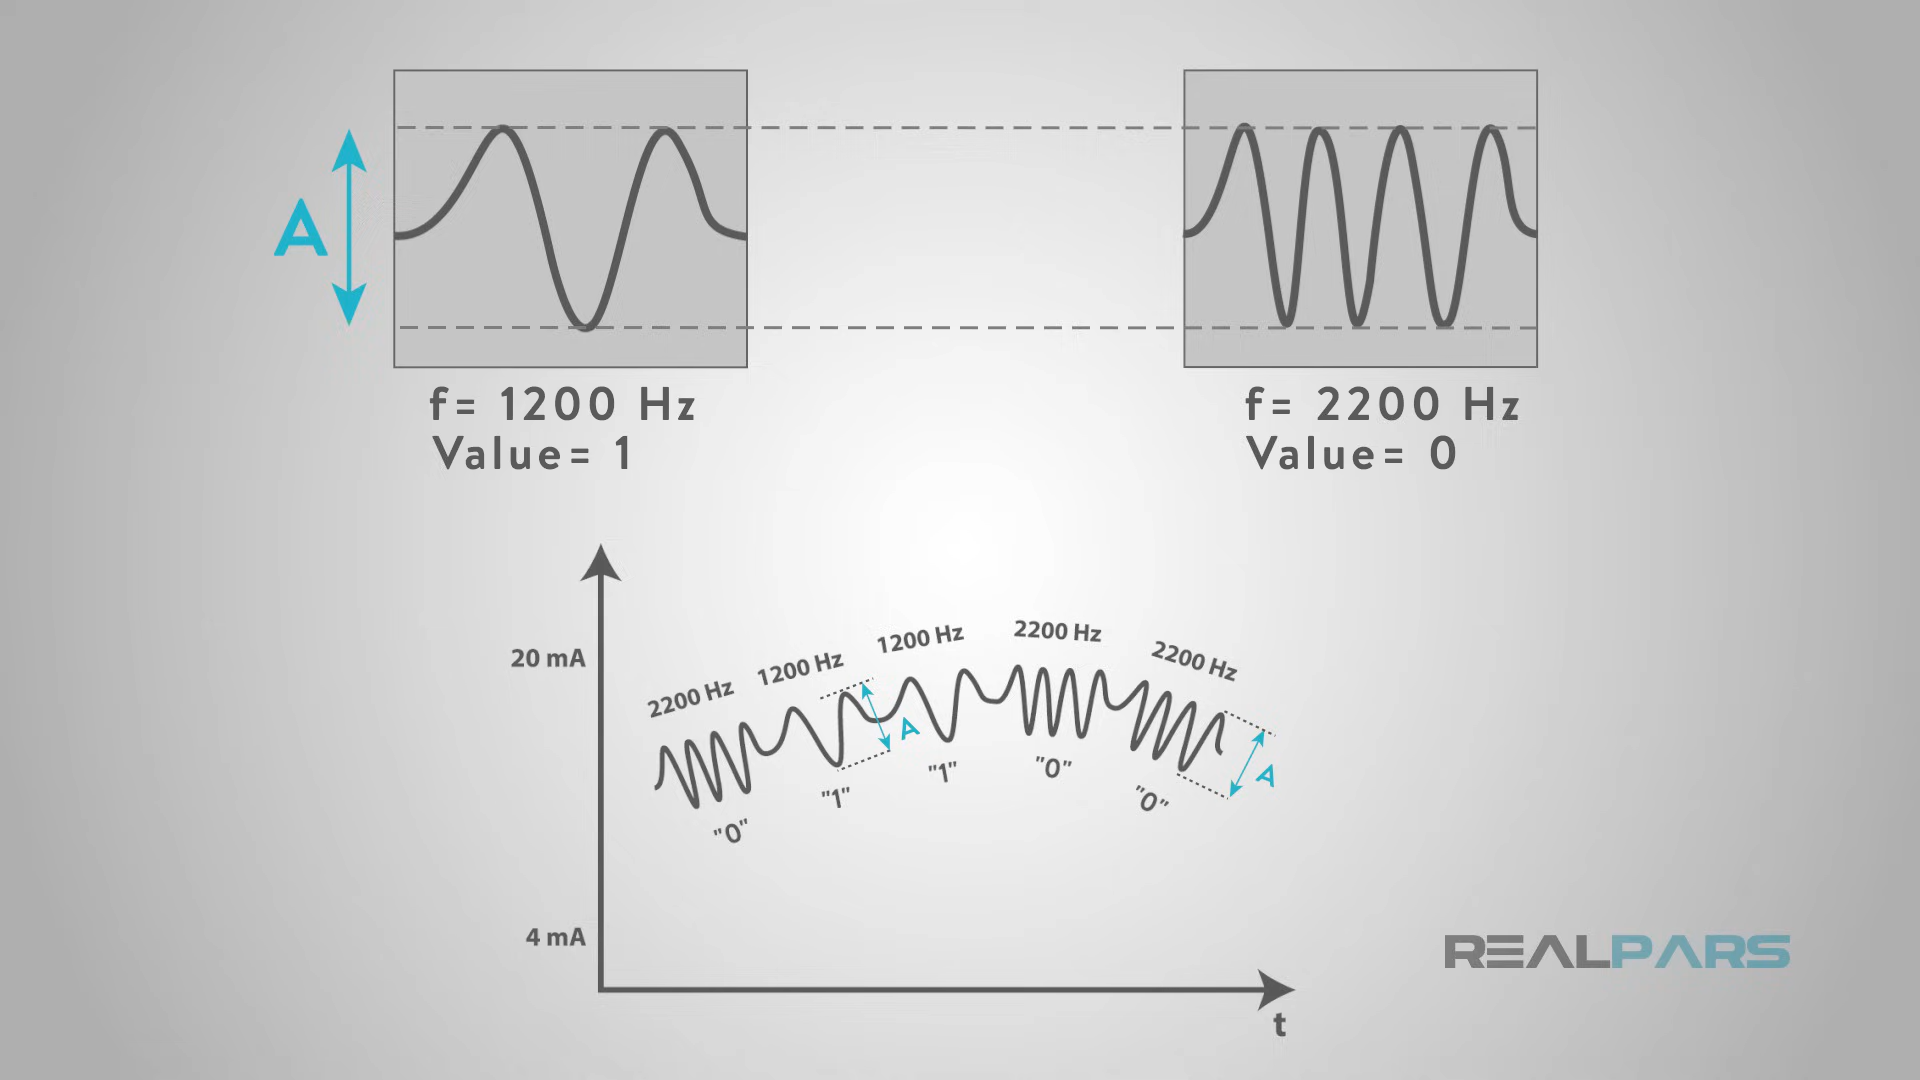 A
f= 1200 Hz
Value= 1
f= 2200 Hz
Value= 0
20 mA
4 mA
2200 Hz
1200 Hz
1200 Hz
2200 Hz
2200 Hz
A
A
"0"
"1"
"1"
"0"
"0"
t
REALPARS